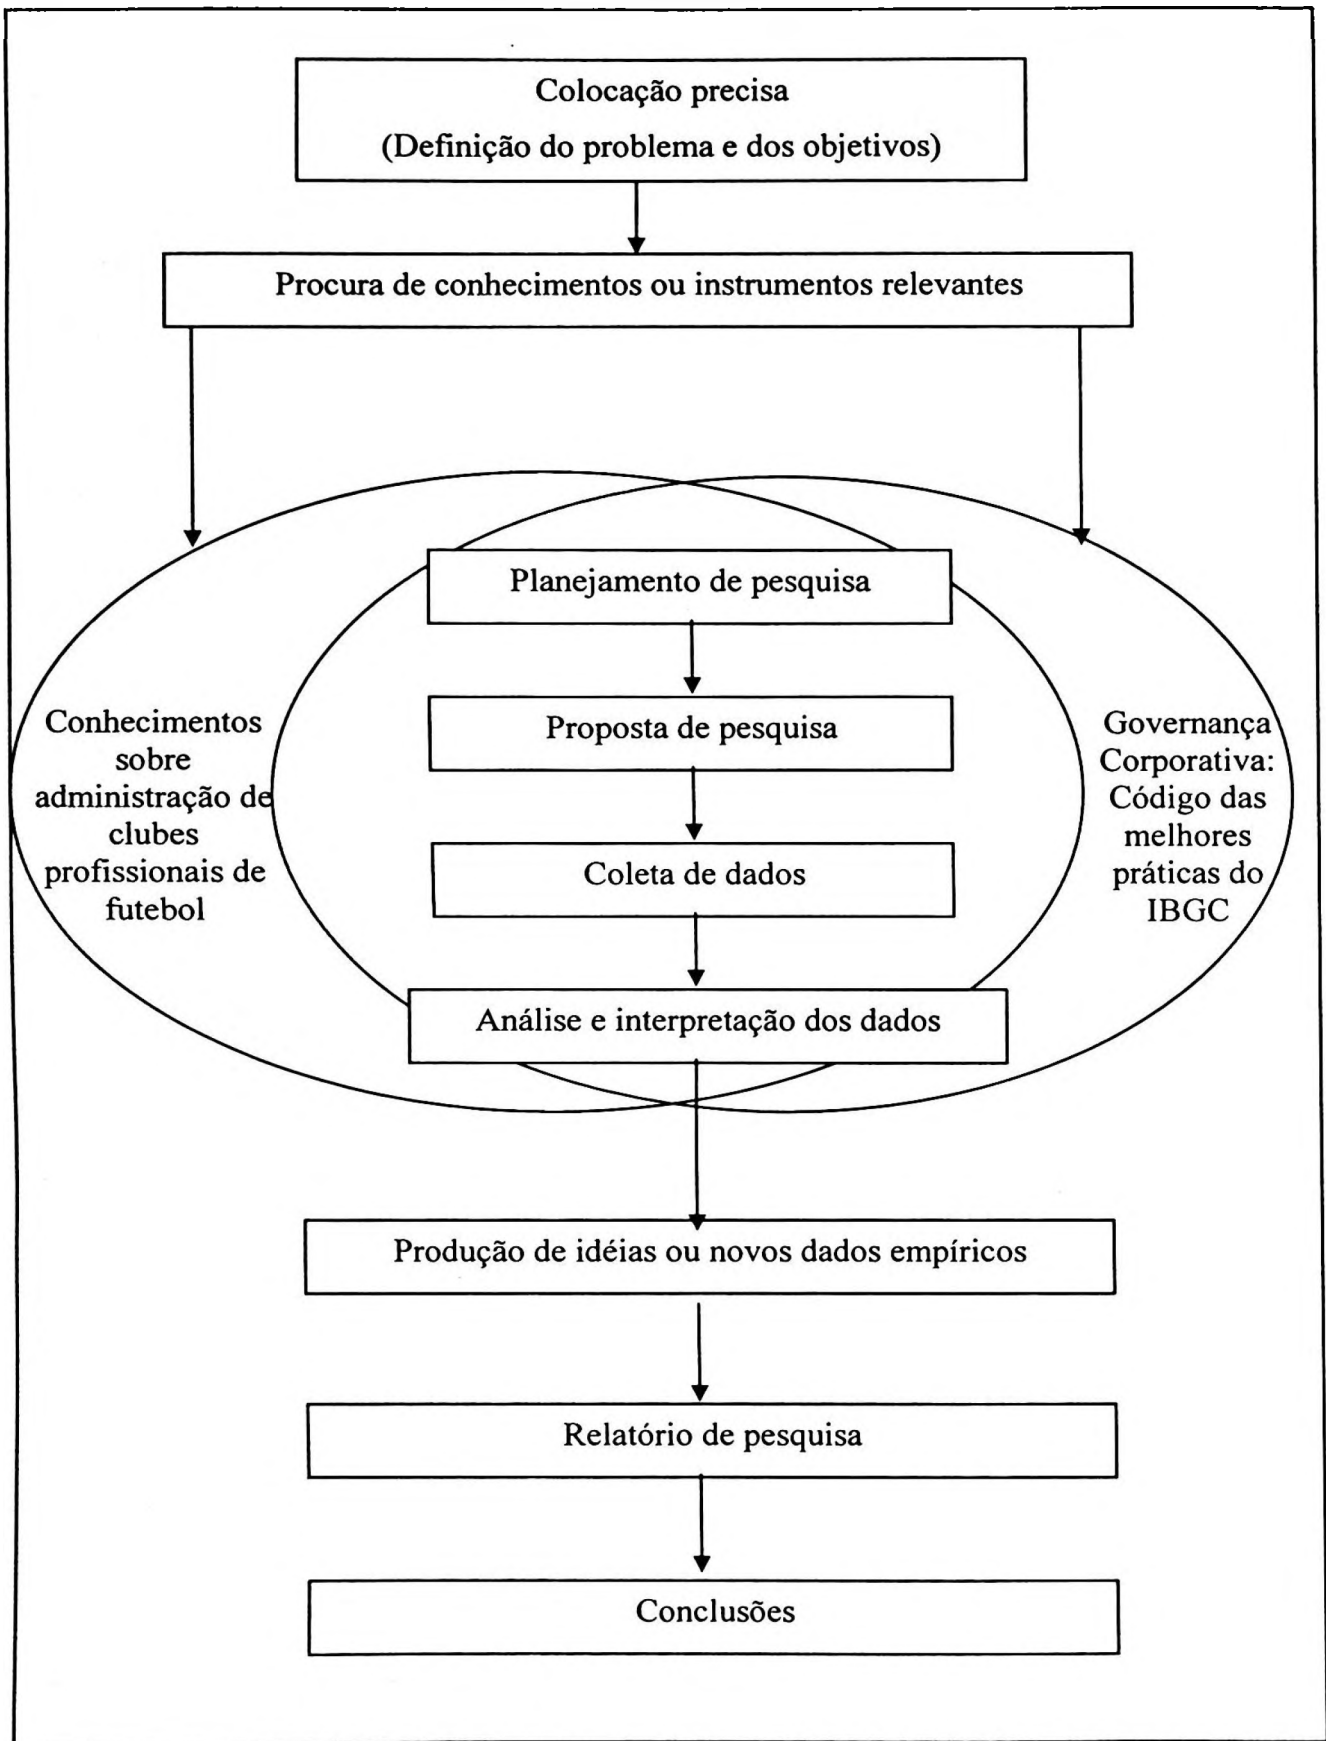 Colocação precisa
(Definição do problema e dos objetivos)
Procura de conhecimentos ou instrumentos relevantes
Planejamento de pesquisa
Proposta de pesquisa
Coleta de dados
Análise e interpretação dos dados
Conhecimentos
sobre
administração de
clubes
profissionais de
futebol
Governança
Corporativa:
Código das
melhores
práticas do
IBGC
Produção de idéias ou novos dados empíricos
Relatório de pesquisa
Conclusões